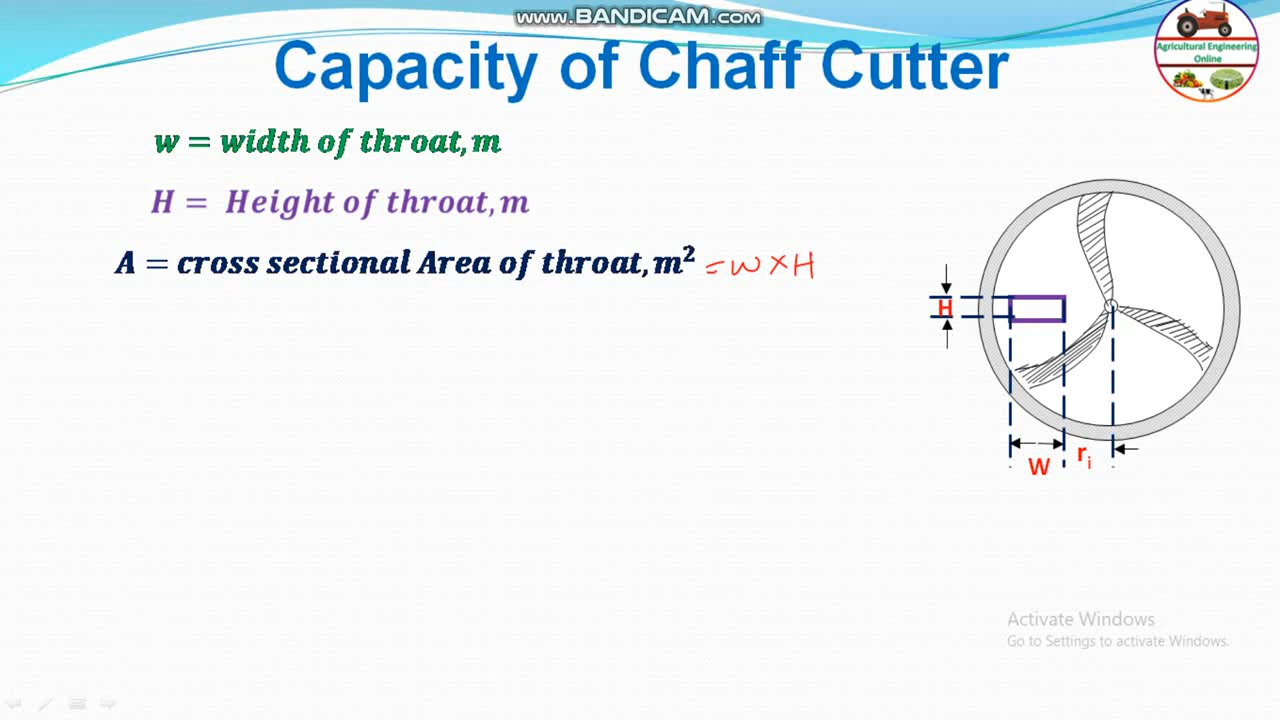 www.BANDICAM.com
Capacity of Chaff Cutter
Agricultural Engineering
Online
w = width of throat, m
H = Height of throat, m
A = cross sectional Area of throat, m² = w × H
H
W
rᵢ
Activate Windows
Go to Settings to activate Windows.